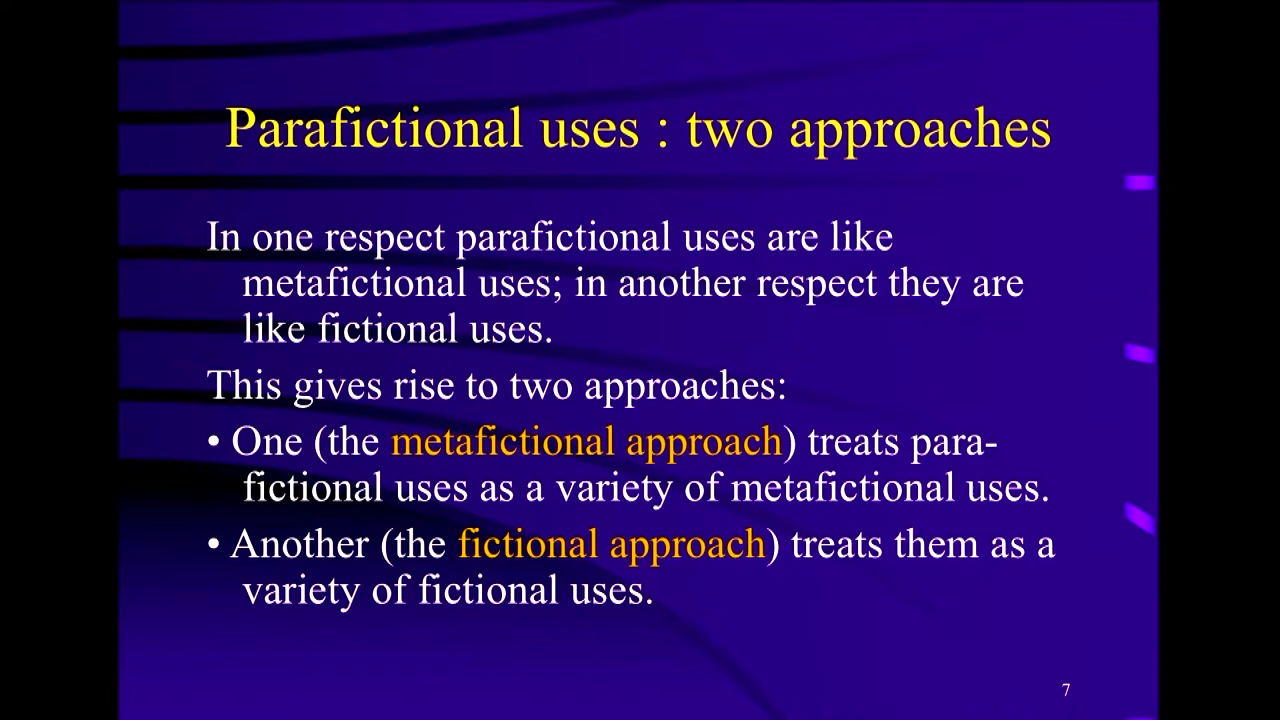 Parafictional uses : two approaches
In one respect parafictional uses are like
metafictional uses; in another respect they are
like fictional uses.
This gives rise to two approaches:
• One (the metafictional approach) treats para-
fictional uses as a variety of metafictional uses.
• Another (the fictional approach) treats them as a
variety of fictional uses.
7